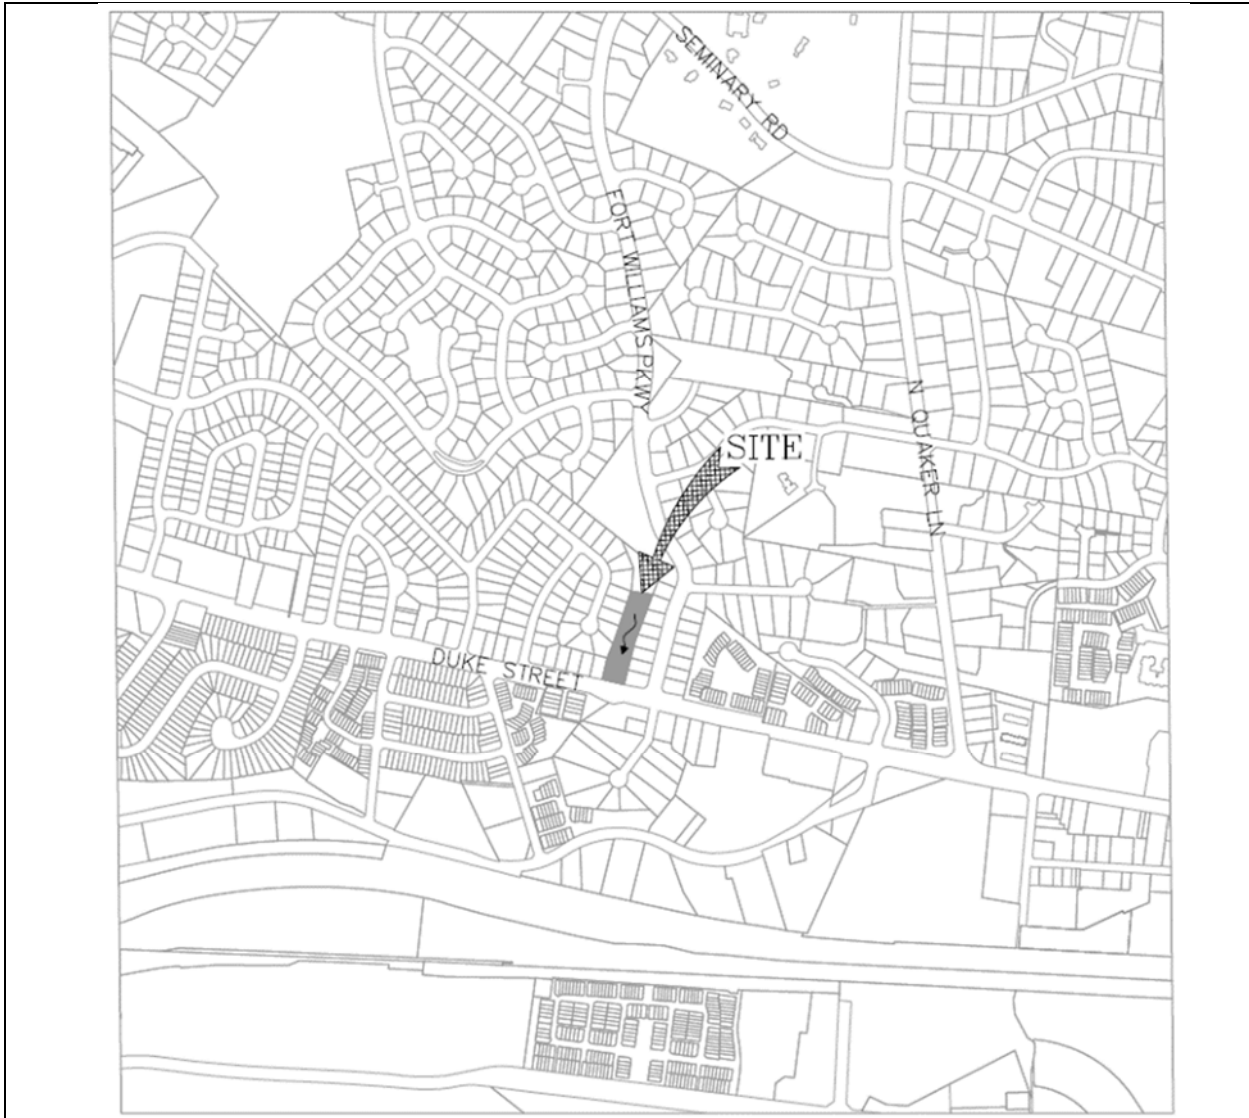 SEMINARY RD
FORT WILLIAMS PKWY
N QUAKER LN
SITE
DUKE STREET